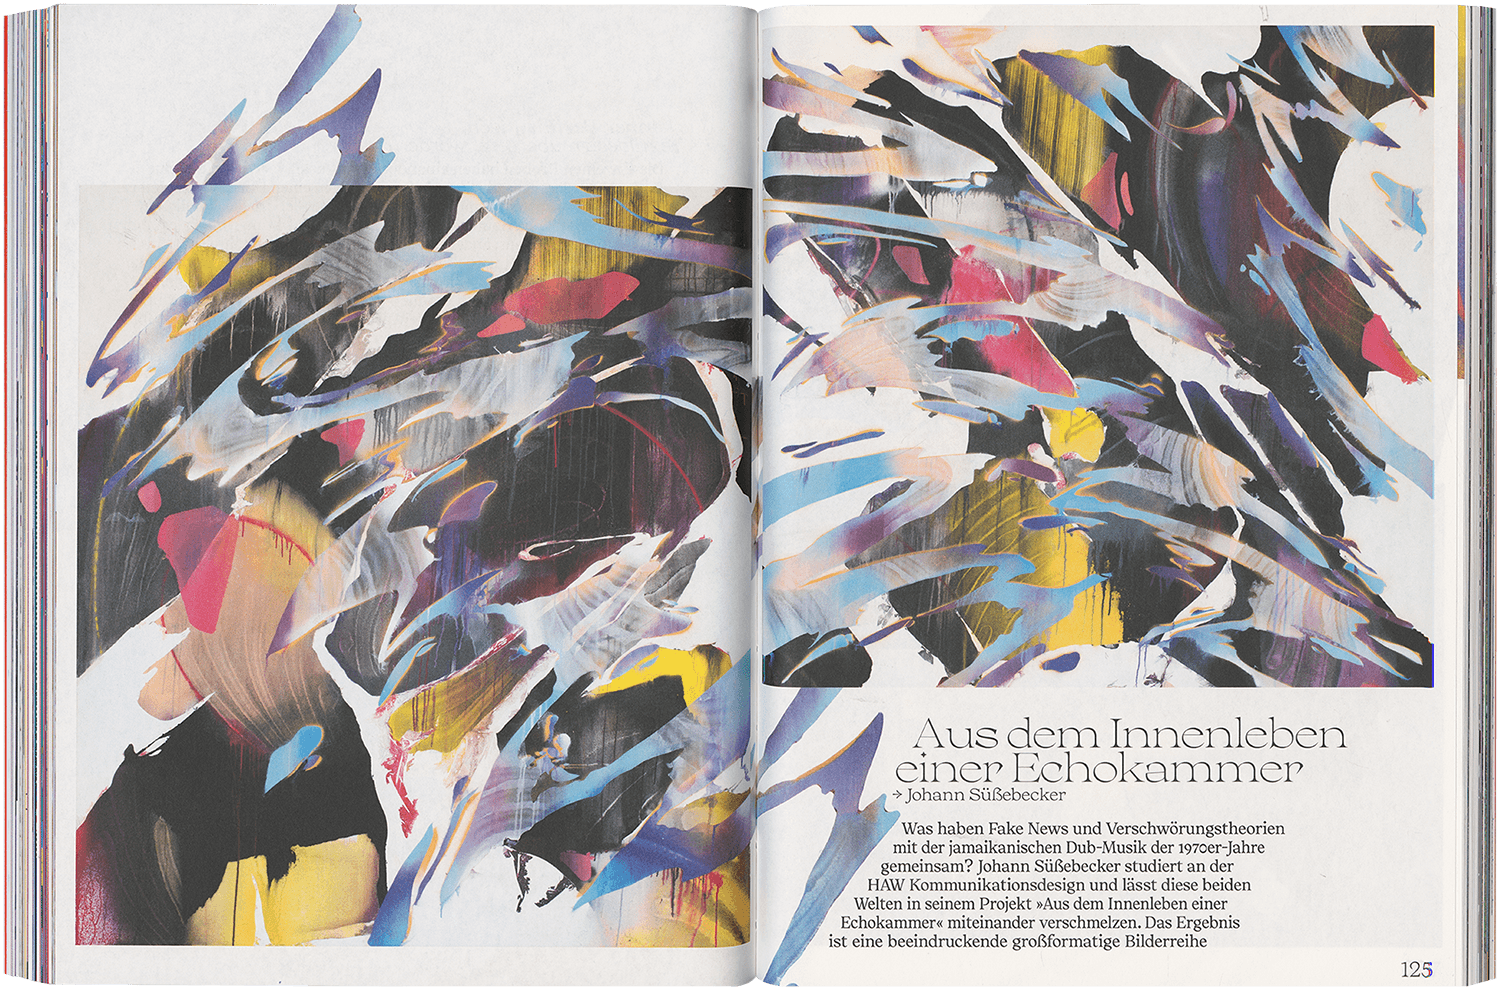 Aus dem Innenleben
einer Echokammer
→ Johann Süßebecker
Was haben Fake News und Verschwörungstheorien
mit der jamaikanischen Dub-Musik der 1970er-Jahre
gemeinsam? Johann Süßebecker studiert an der
HAW Kommunikationsdesign und lässt diese beiden
Welten in seinem Projekt »Aus dem Innenleben einer
Echokammer« miteinander verschmelzen. Das Ergebnis
ist eine beeindruckende großformatige Bilderreihe
125